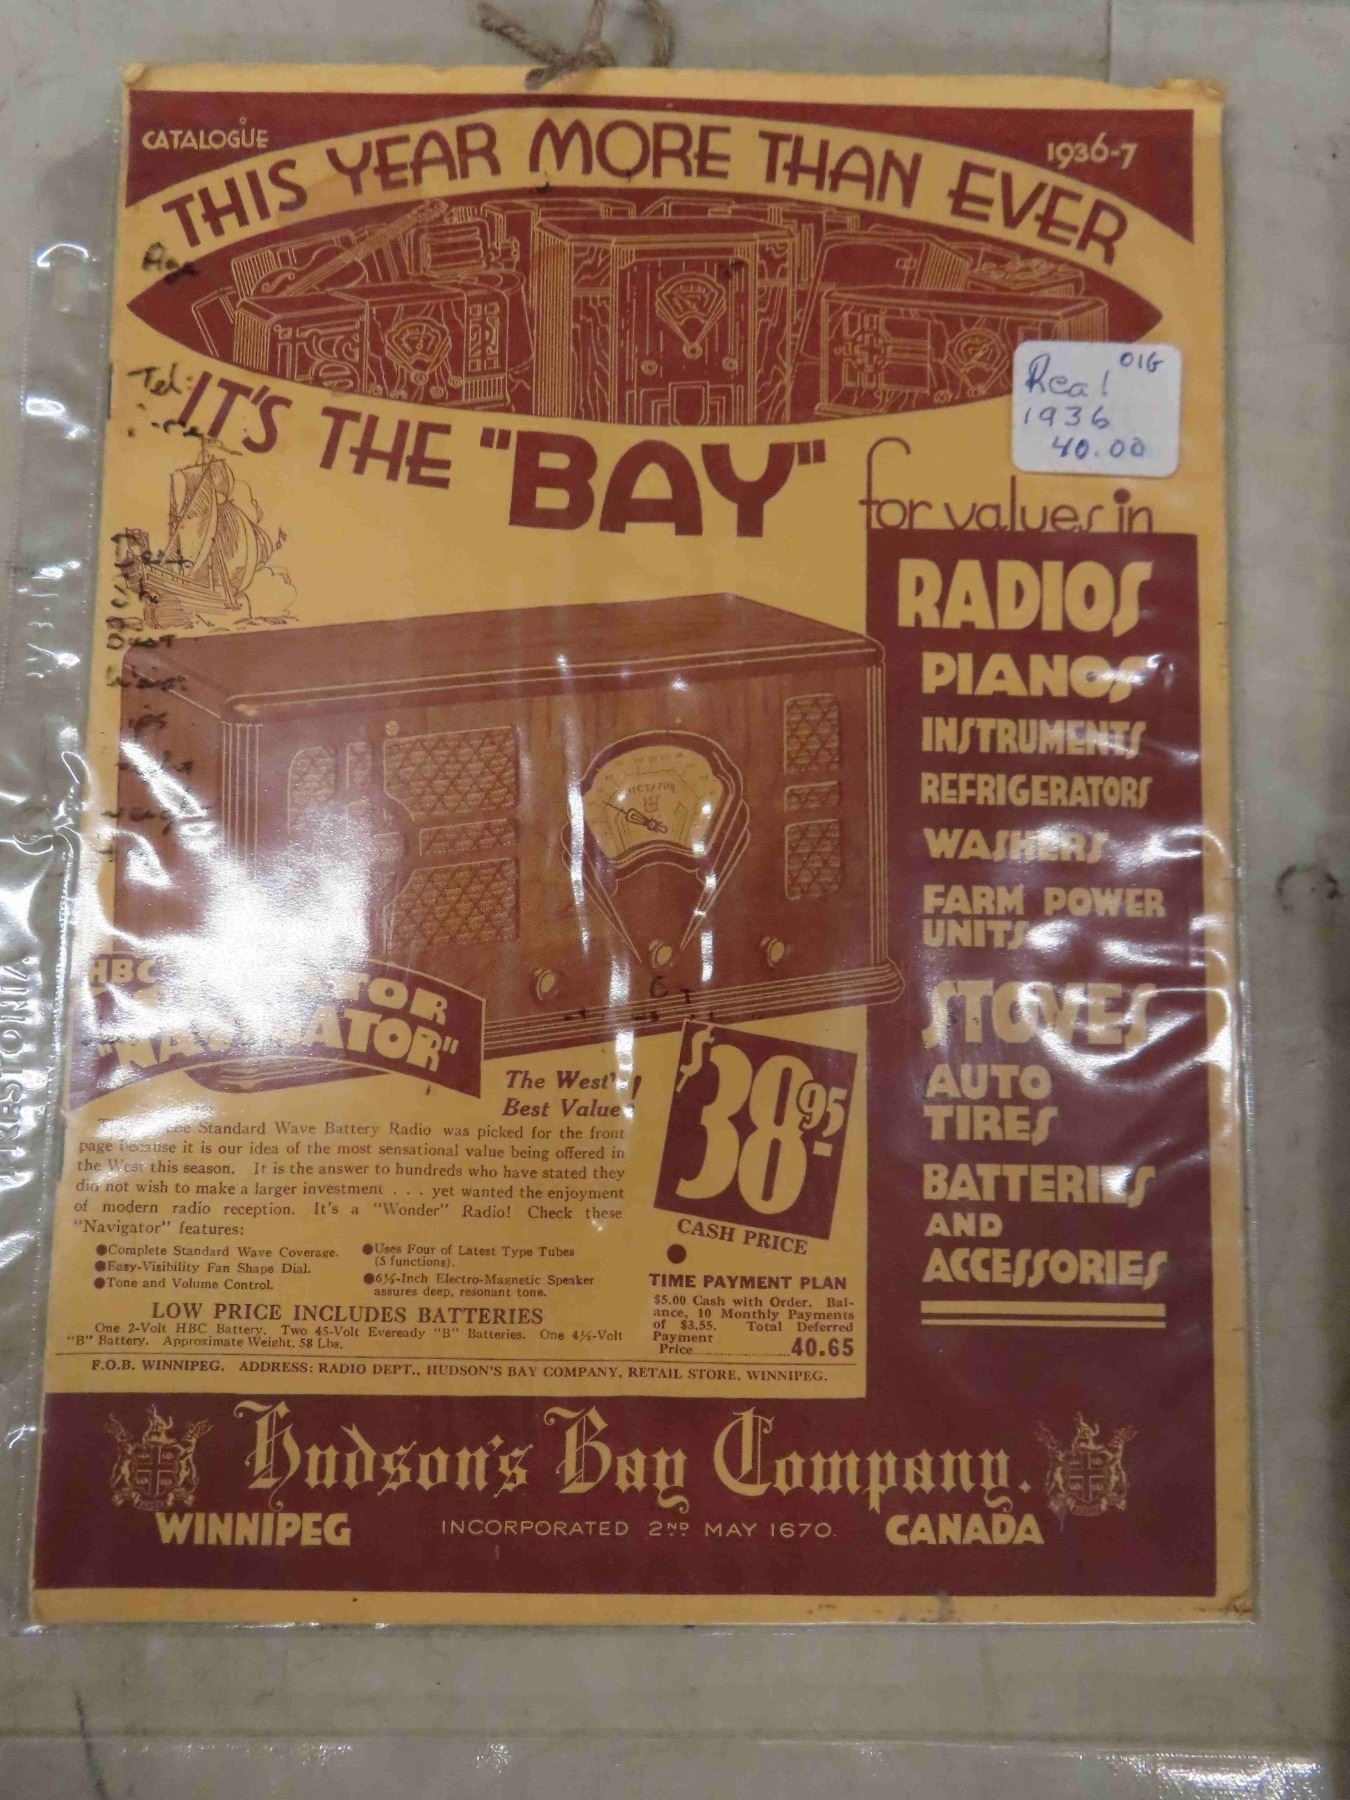 CATALOGUE
1936-7
THIS YEAR MORE THAN EVER
Tel:
Real OIG
1936
40.00
IT'S THE "BAY"
for values in
RADIOS
PIANOS
INSTRUMENTS
REFRIGERATORS
WASHERS
FARM POWER
UNITS
STOVES
AUTO
TIRES
BATTERIES
AND
ACCESSORIES
HBC
"NAVIGATOR"
The West's
Best Value!
$38.95
CASH PRICE
Standard Wave Battery Radio was picked for the front
page because it is our idea of the most sensational value being offered in
the West this season. It is the answer to hundreds who have stated they
did not wish to make a larger investment . . . yet wanted the enjoyment
of modern radio reception. It's a "Wonder" Radio! Check these
"Navigator" features:
●Complete Standard Wave Coverage.
●Easy-Visibility Fan Shape Dial.
●Tone and Volume Control.
●Uses Four of Latest Type Tubes
(5 functions).
●6½-Inch Electro-Magnetic Speaker
assures deep, resonant tone.
LOW PRICE INCLUDES BATTERIES
One 2-Volt HBC Battery. Two 45-Volt Eveready "B" Batteries. One 4½-Volt
"B" Battery. Approximate Weight, 58 Lbs.
TIME PAYMENT PLAN
$5.00 Cash with Order. Bal-
ance, 10 Monthly Payments
of $3.55. Total Deferred
Payment
Price 40.65
F.O.B. WINNIPEG. ADDRESS: RADIO DEPT., HUDSON'S BAY COMPANY, RETAIL STORE, WINNIPEG.
Hudson's Bay Company.
WINNIPEG
INCORPORATED 2ND MAY 1670.
CANADA